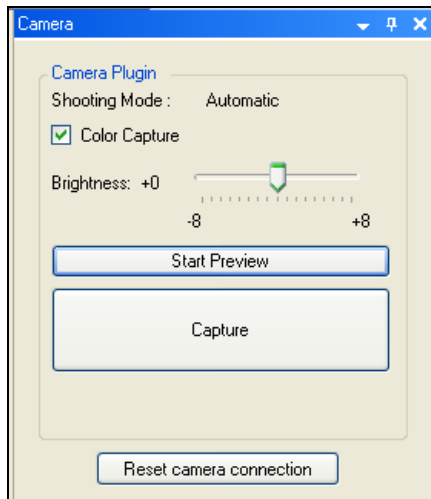 Camera
Camera Plugin
Shooting Mode : Automatic
Color Capture
Brightness: +0
-8 +8
Start Preview
Capture
Reset camera connection